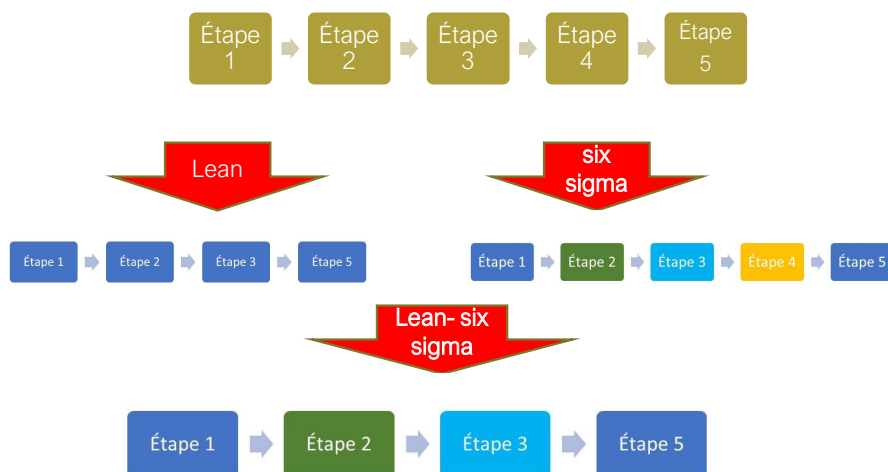 Étape
1
Étape
2
Étape
3
Étape
4
Étape
5
Lean
six
sigma
Étape 1
Étape 2
Étape 3
Étape 5
Étape 1
Étape 2
Étape 3
Étape 4
Étape 5
Lean- six
sigma
Étape 1
Étape 2
Étape 3
Étape 5